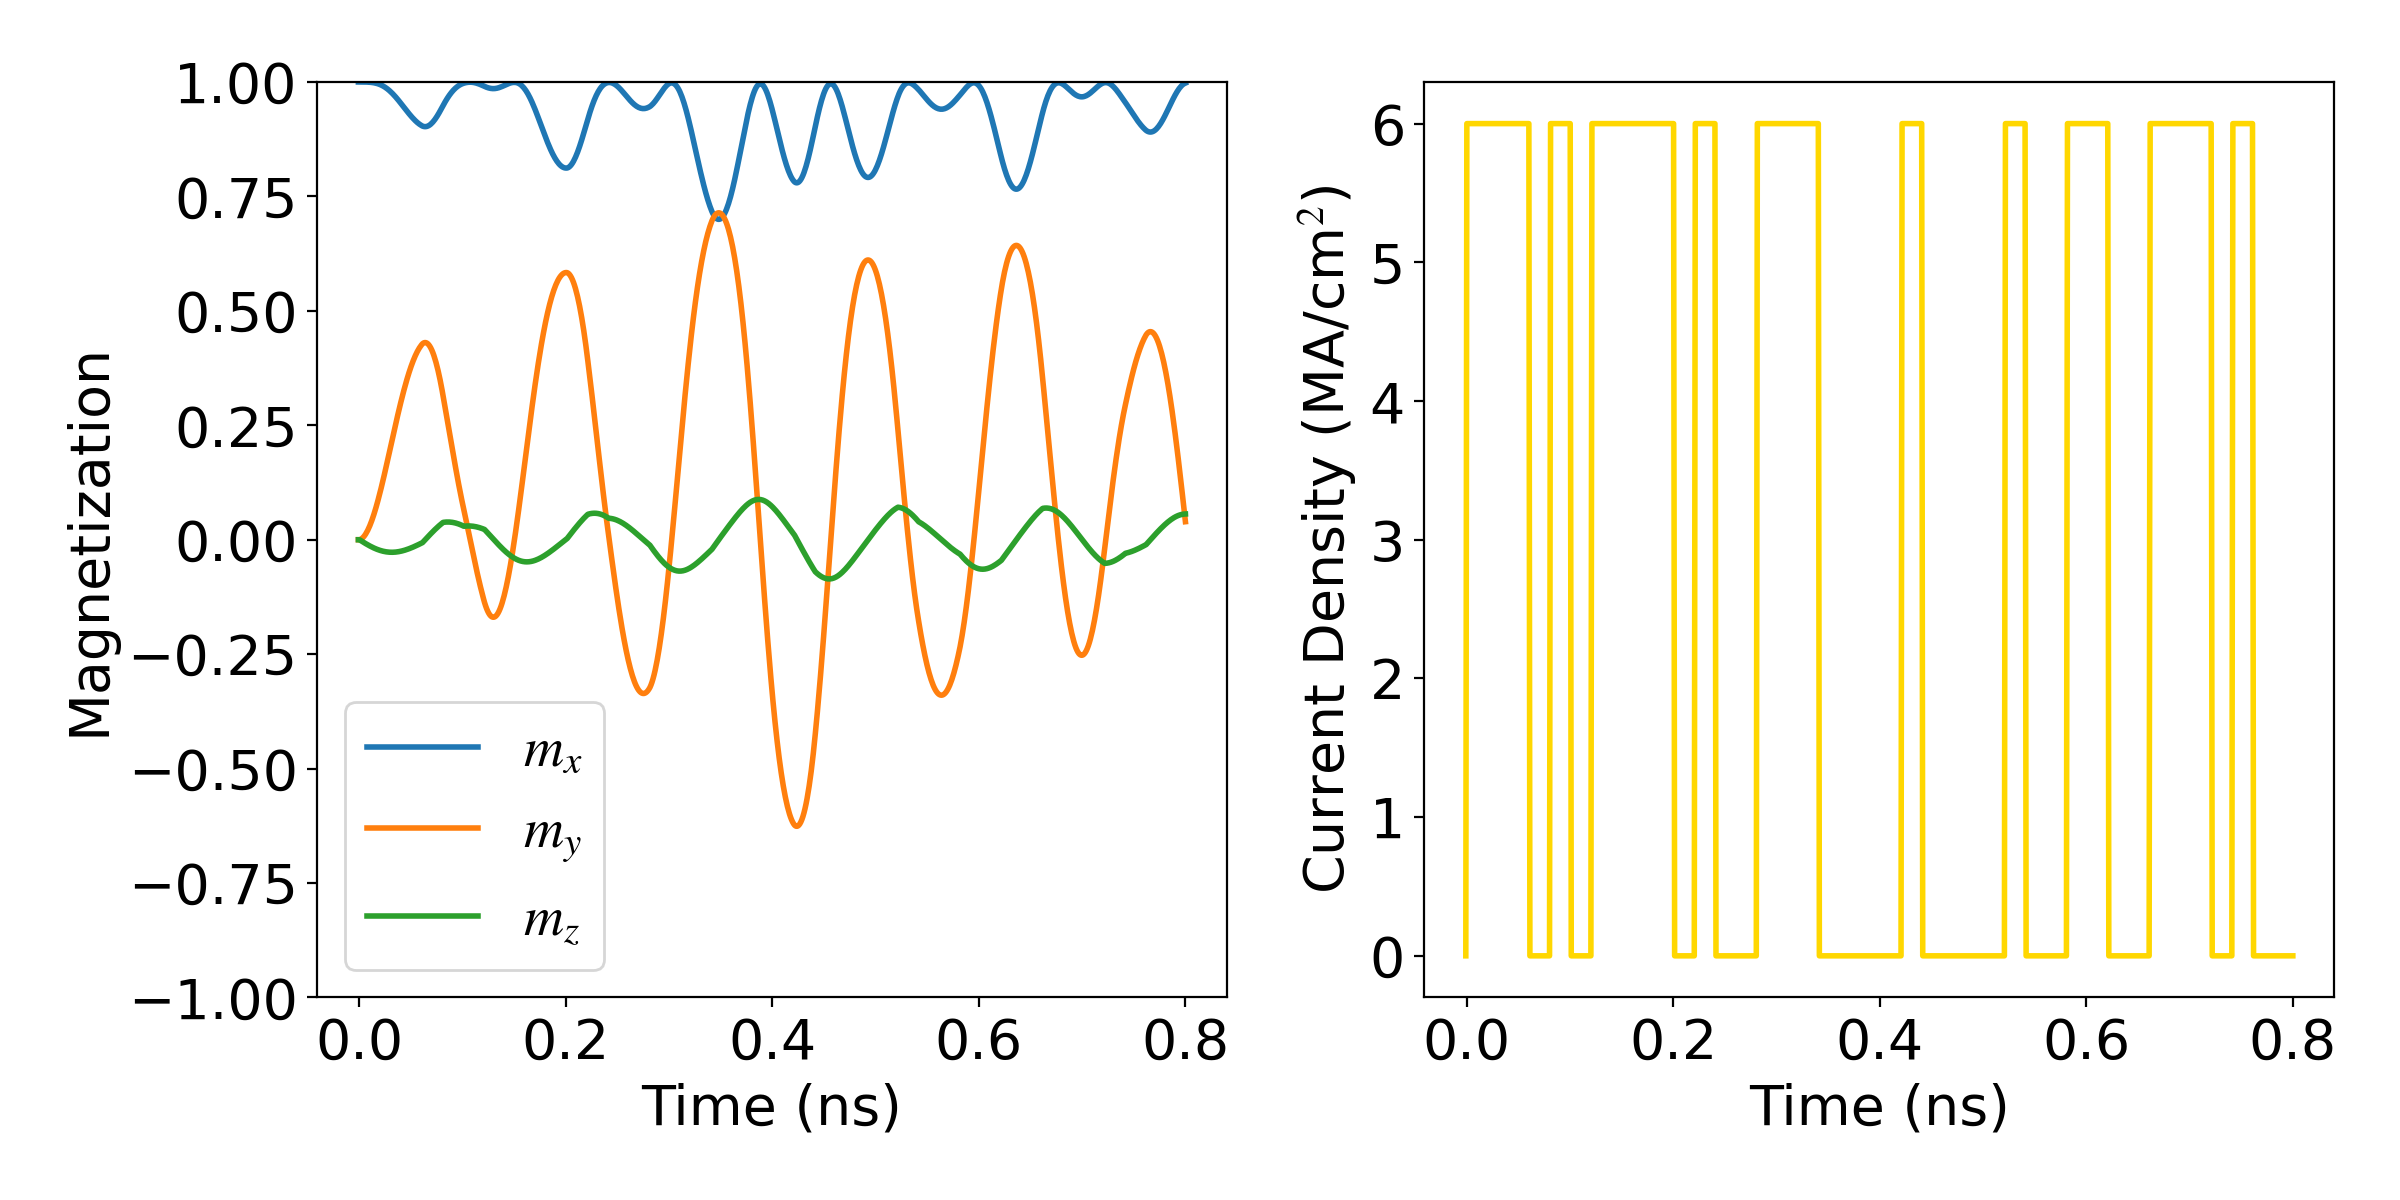 1.00
0.75
0.50
0.25
0.00
−0.25
−0.50
−0.75
−1.00
Magnetization
m_x
m_y
m_z
0.0 0.2 0.4 0.6 0.8
Time (ns)
6
5
4
3
2
1
0
Current Density (MA/cm²)
0.0 0.2 0.4 0.6 0.8
Time (ns)